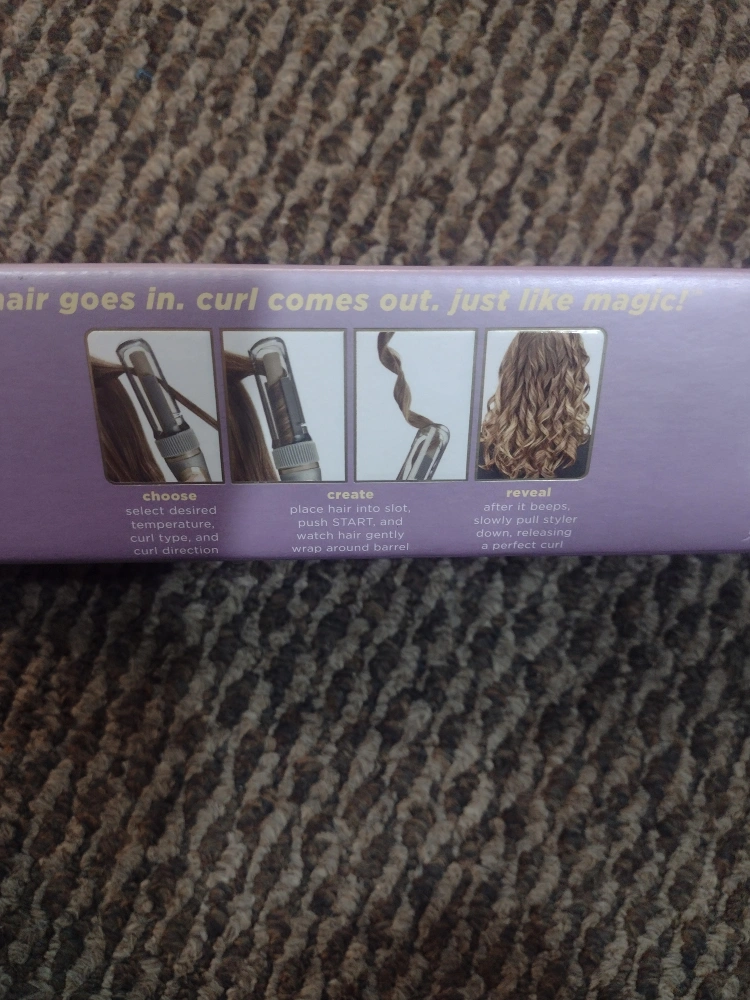 hair goes in. curl comes out. just like magic!
choose
select desired
temperature,
curl type, and
curl direction
create
place hair into slot,
push START, and
watch hair gently
wrap around barrel
reveal
after it beeps,
slowly pull styler
down, releasing
a perfect curl